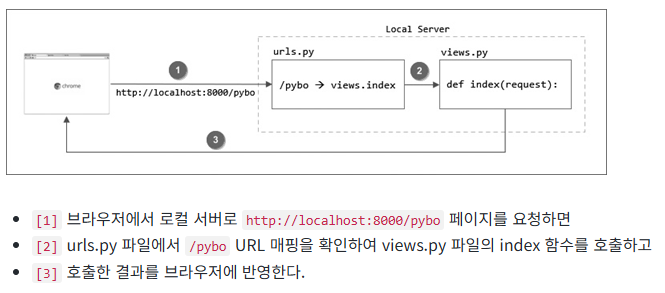 Local Server
urls.py
views.py
1
http://localhost:8000/pybo
chrome
/pybo → views.index
2
def index(request):
3
[1] 브라우저에서 로컬 서버로 http://localhost:8000/pybo 페이지를 요청하면
[2] urls.py 파일에서 /pybo URL 매핑을 확인하여 views.py 파일의 index 함수를 호출하고
[3] 호출한 결과를 브라우저에 반영한다.